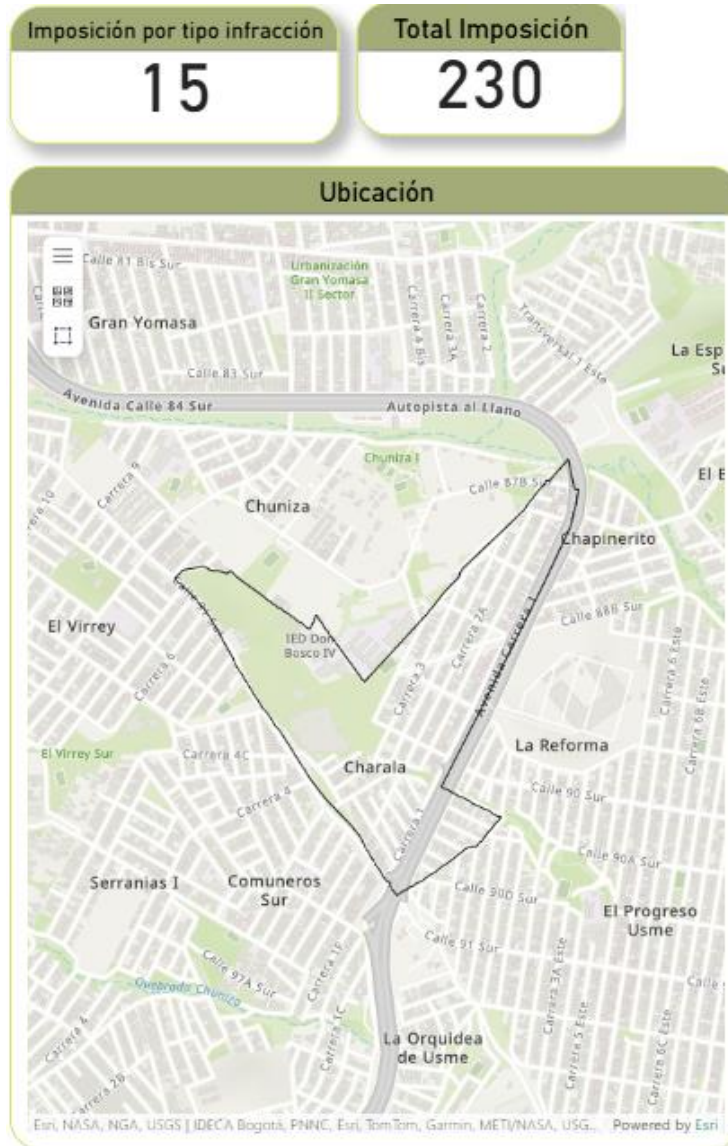 Imposición por tipo infracción
15
Total Imposición
230
Ubicación
Calle 81 Bis Sur
Urbanización
Gran Yomasa
II Sector
Gran Yomasa
Carrera 6 Bis
Carrera 3A
Carrera 2
Transversal 1 Este
La Esp
Calle 83 Sur
Avenida Calle 84 Sur
Autopista al Llano
Chuniza I
Carrera 9
Calle 87B Su
El E
Chuniza
Chapinerito
El Virrey
IED Don
Bosco IV
Carrera 2A
Calle 88B Sur
Carrera 6
Carrera 3
Avenida Carrera 1
Carrera 6 Este
Carrera 6B Este
El Virrey Sur
Carrera 4C
La Reforma
Charala
Carrera 4
Calle 90 Sur
Carrera 1
Calle 90A Sur
Serranias I
Comuneros
Sur
Calle 90D Sur
El Progreso
Usme
Calle 91 Sur
Carrera 1F
Calle 97A Sur
Quebrada Chuniza
Carrera 3A Este
Carrera 5 Este
Carrera 6C Este
Carrera 1C
La Orquidea
de Usme
Carrera 2B
Esri, NASA, NGA, USGS | IDECA Bogotá, PNNC, Esri, TomTom, Garmin, METI/NASA, USG... Powered by Esri